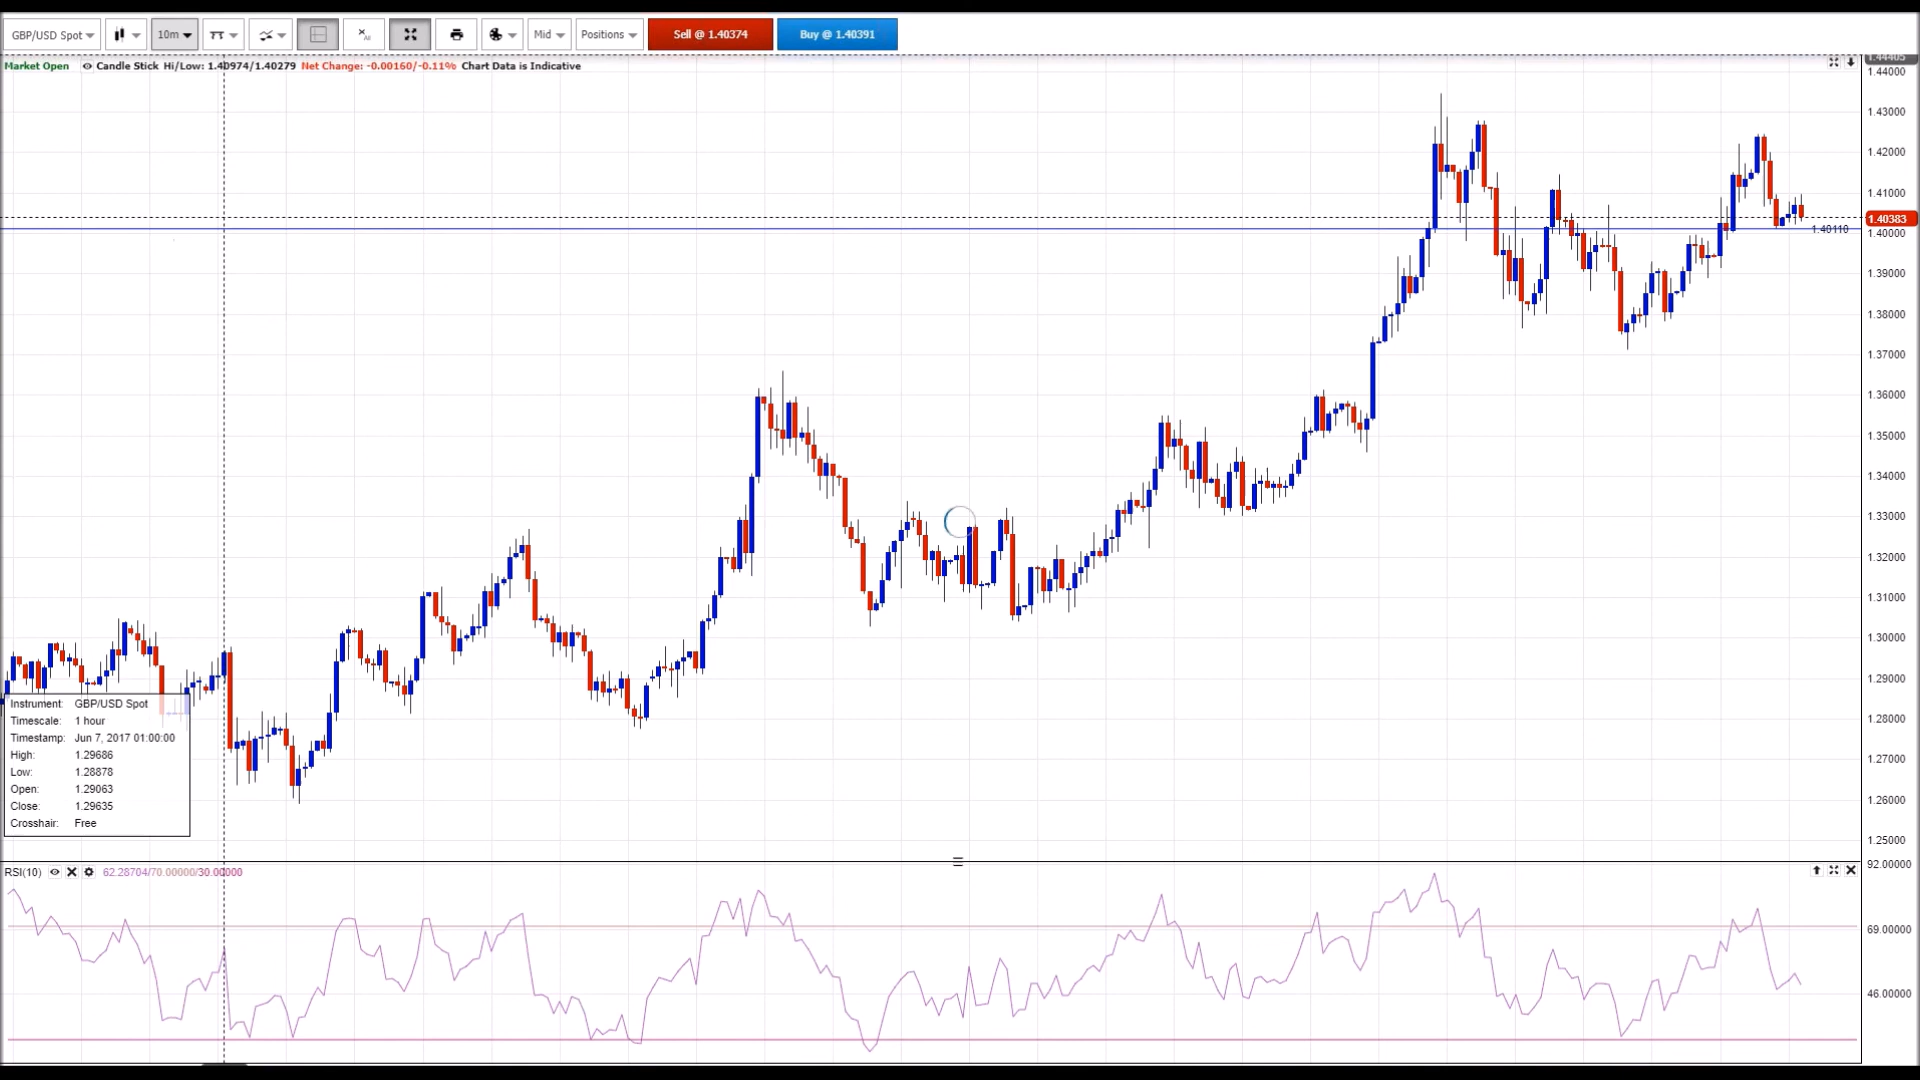 GBP/USD Spot 10m Mid Positions Sell @ 1.40374 Buy @ 1.40391
Market Open Candle Stick Hi/Low: 1.40974/1.40279 Net Change: -0.00160/-0.11% Chart Data is Indicative
1.44405
1.44000
1.43000
1.42000
1.41000
1.40383
1.40110
1.40000
1.39000
1.38000
1.37000
1.36000
1.35000
1.34000
1.33000
1.32000
1.31000
1.30000
1.29000
1.28000
1.27000
1.26000
1.25000
Instrument: GBP/USD Spot
Timescale: 1 hour
Timestamp: Jun 7, 2017 01:00:00
High: 1.29686
Low: 1.28878
Open: 1.29063
Close: 1.29635
Crosshair: Free
RSI(10) 62.28704/70.00000/30.00000
92.00000
69.00000
46.00000